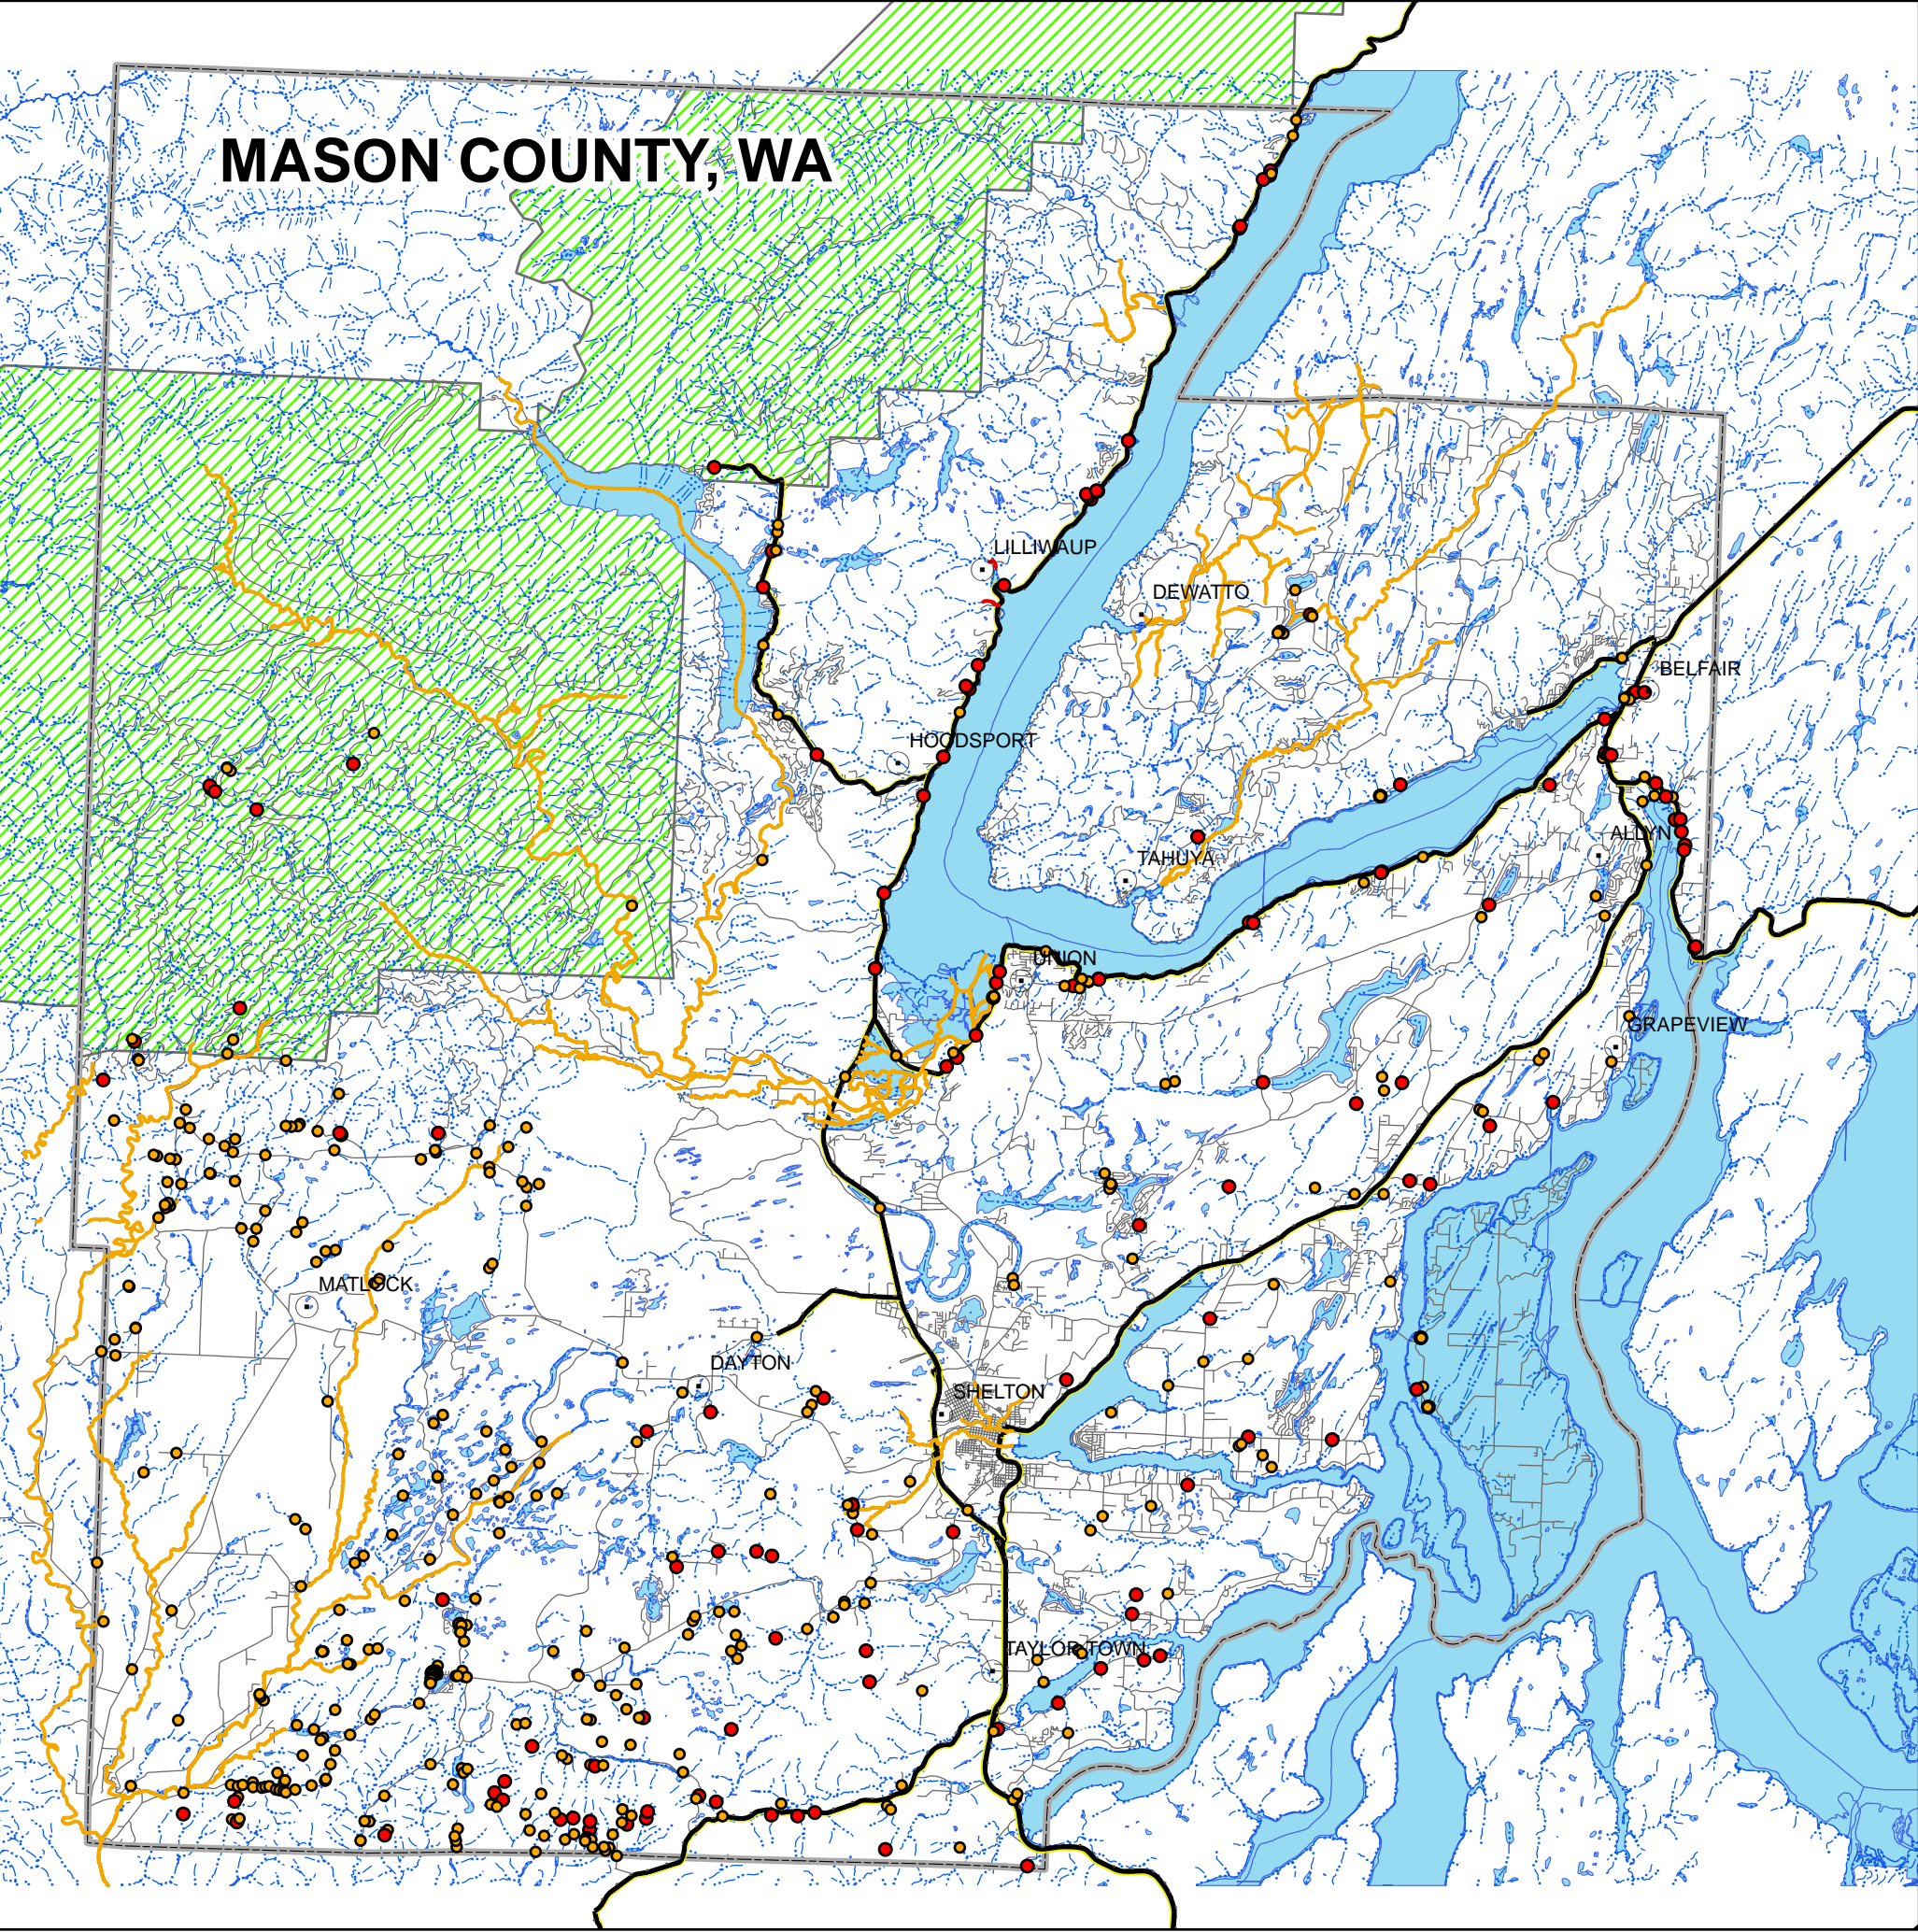 MASON COUNTY, WA
LILLIWAUP
DEWATTO
BELFAIR
HOODSPORT
ALLYN
TAHUYA
UNION
GRAPEVIEW
MATLOCK
DAYTON
SHELTON
TAYLOR TOWN